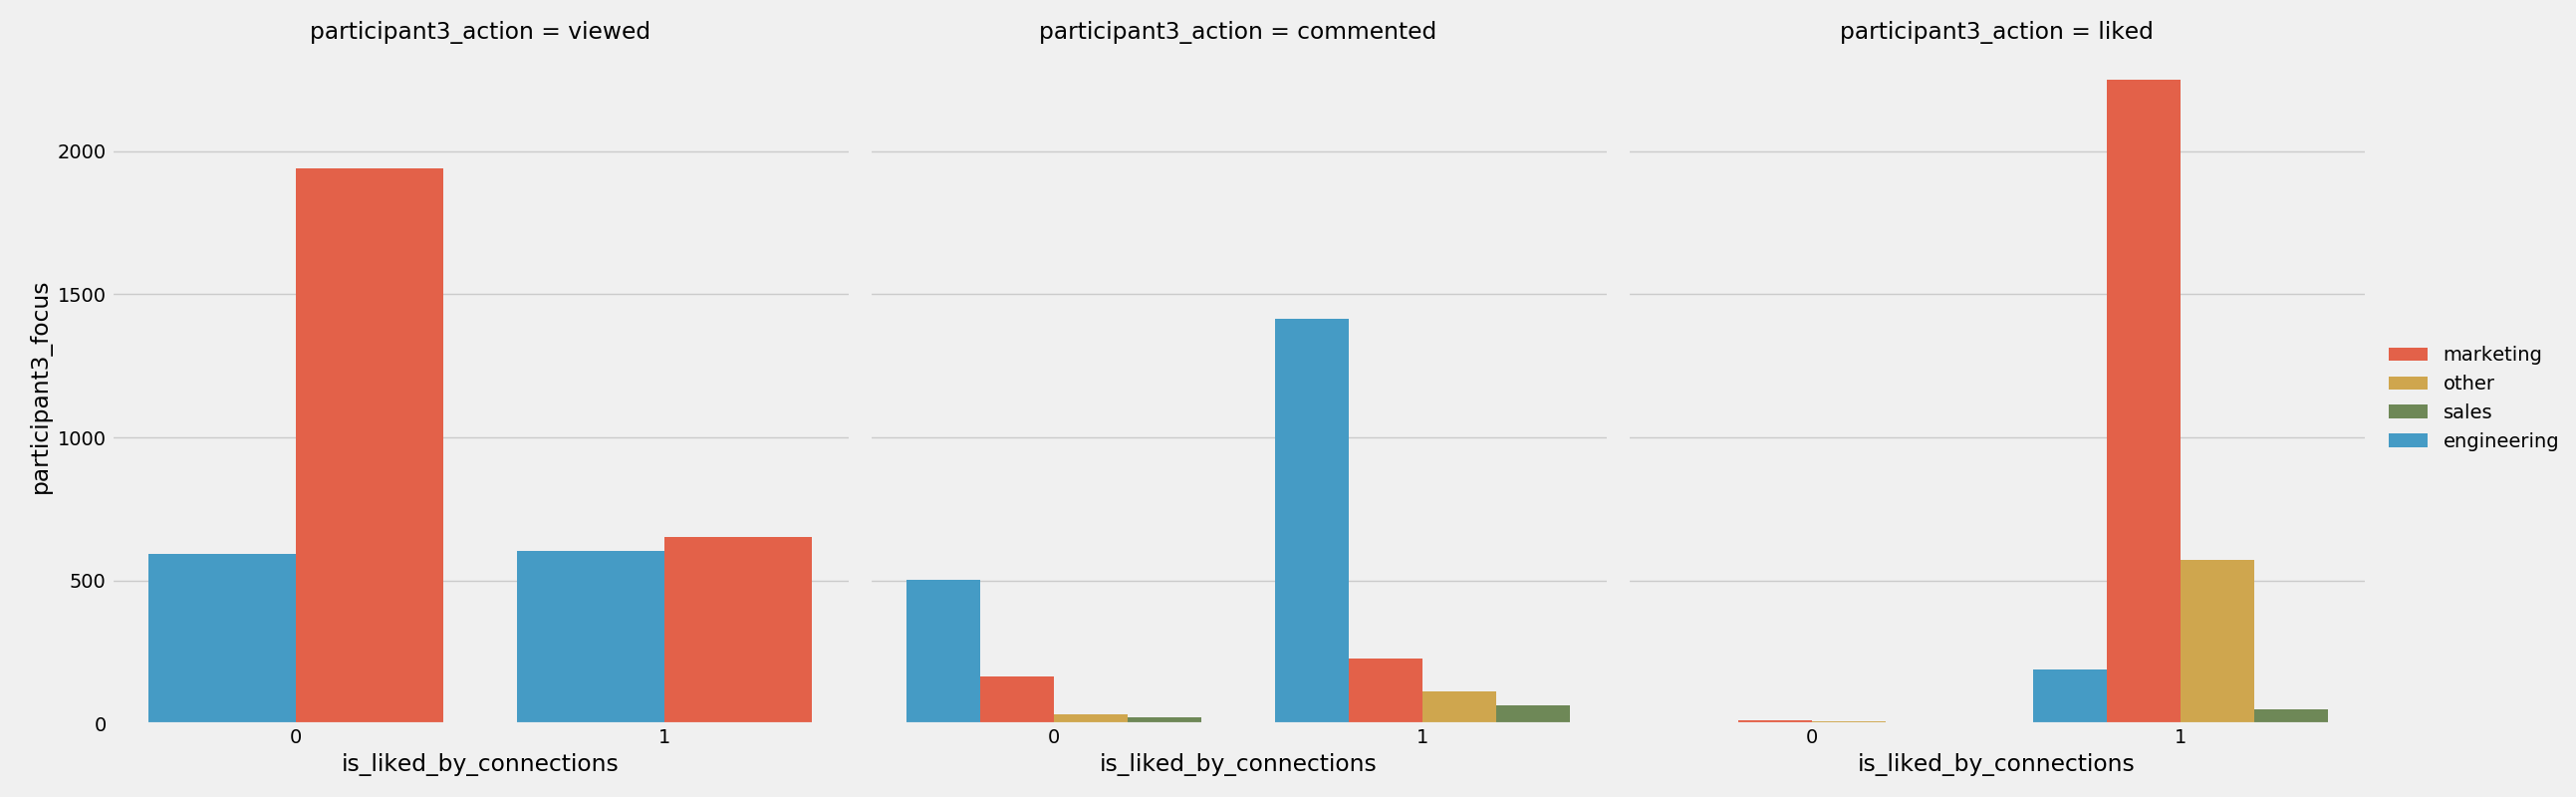 participant3_action = viewed
participant3_action = commented
participant3_action = liked
participant3_focus
2000
1500
1000
500
0
0
1
0
1
0
1
is_liked_by_connections
is_liked_by_connections
is_liked_by_connections
marketing
other
sales
engineering